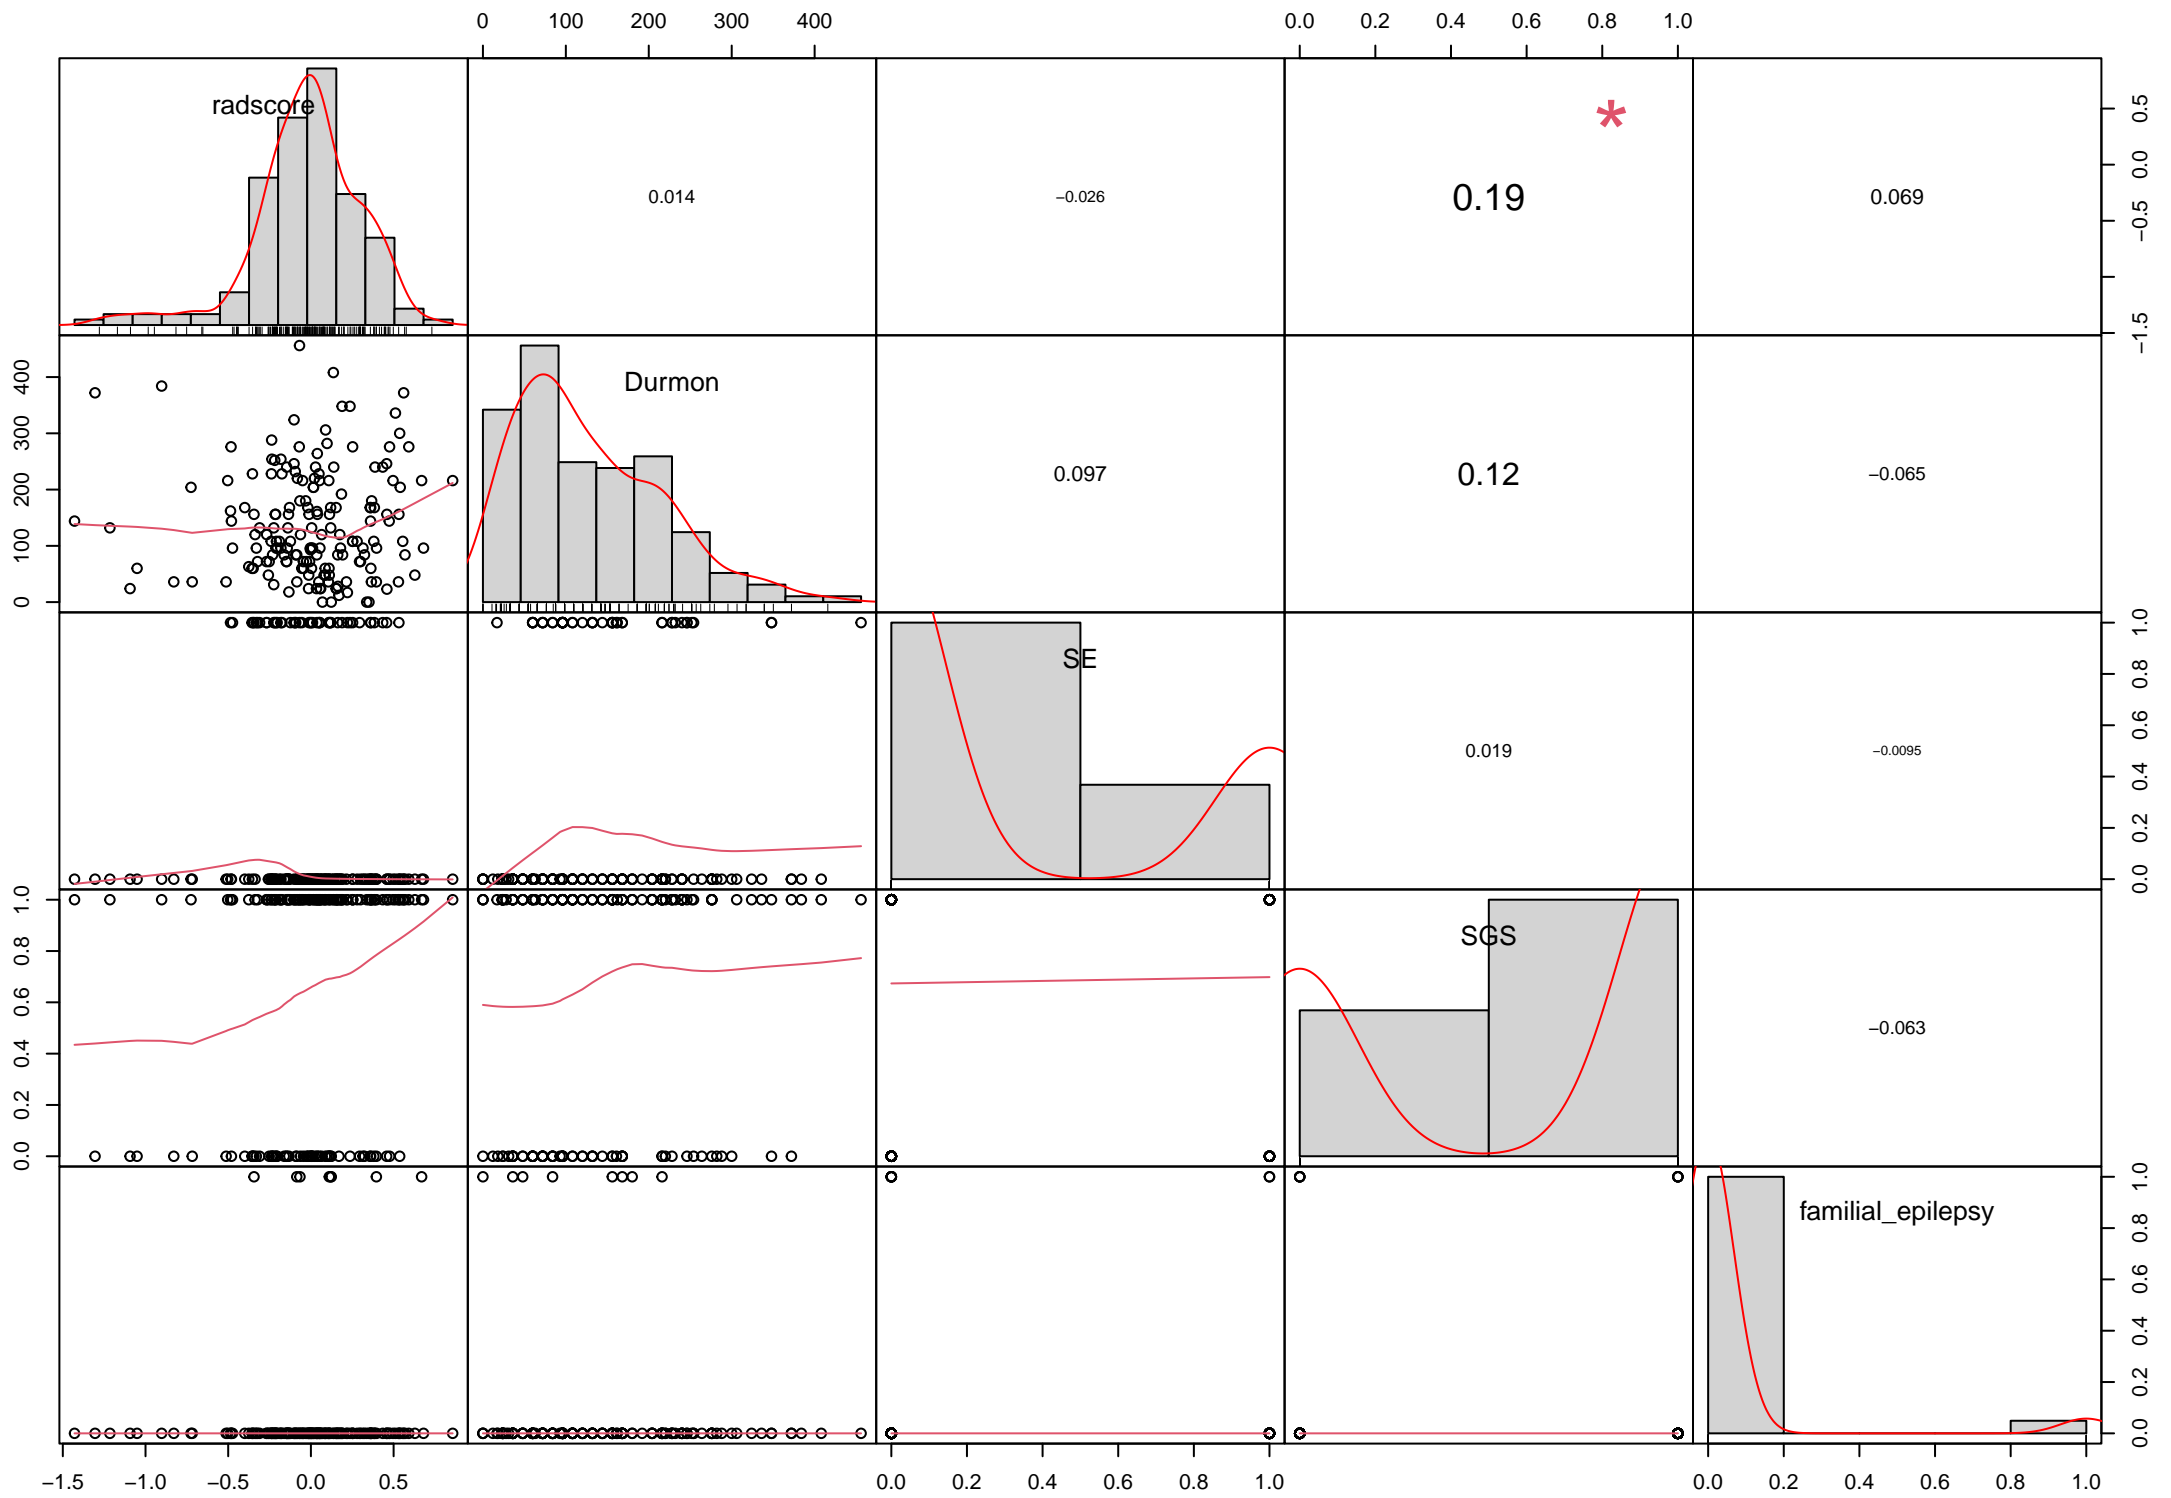 0 100 200 300 400 0.0 0.2 0.4 0.6 0.8 1.0
radscore 0.014 −0.026 0.19 * 0.069
−1.5 −0.5 0.0 0.5
Durmon 0.097 0.12 −0.065
0 100 200 300 400
SE 0.019 −0.0095
0.0 0.2 0.4 0.6 0.8 1.0
SGS −0.063
0.0 0.2 0.4 0.6 0.8 1.0
familial_epilepsy
0.0 0.2 0.4 0.6 0.8 1.0
−1.5 −1.0 −0.5 0.0 0.5 0.0 0.2 0.4 0.6 0.8 1.0 0.0 0.2 0.4 0.6 0.8 1.0